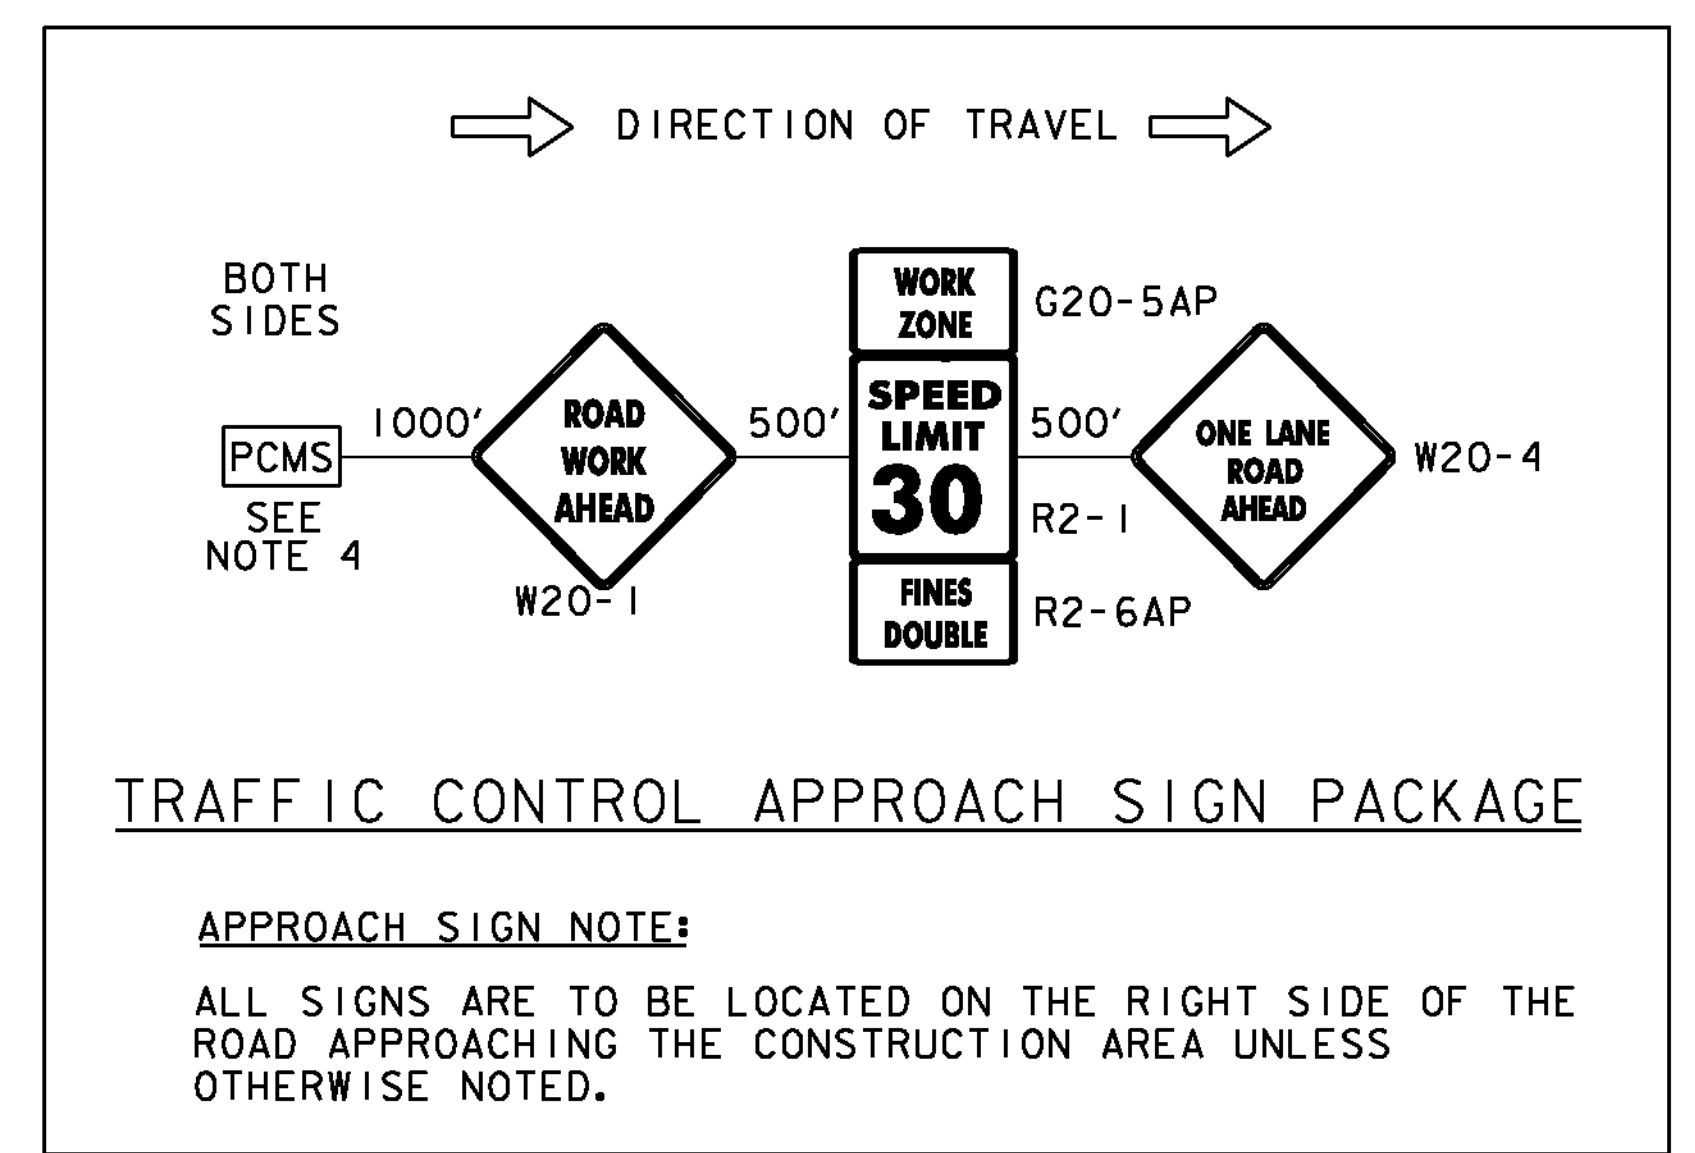 DIRECTION OF TRAVEL
BOTH
SIDES
PCMS
SEE
NOTE 4
1000'
ROAD
WORK
AHEAD
W20-1
500'
WORK
ZONE
G20-5AP
SPEED
LIMIT
30
R2-1
FINES
DOUBLE
R2-6AP
500'
ONE LANE
ROAD
AHEAD
W20-4
TRAFFIC CONTROL APPROACH SIGN PACKAGE
APPROACH SIGN NOTE:
ALL SIGNS ARE TO BE LOCATED ON THE RIGHT SIDE OF THE
ROAD APPROACHING THE CONSTRUCTION AREA UNLESS
OTHERWISE NOTED.